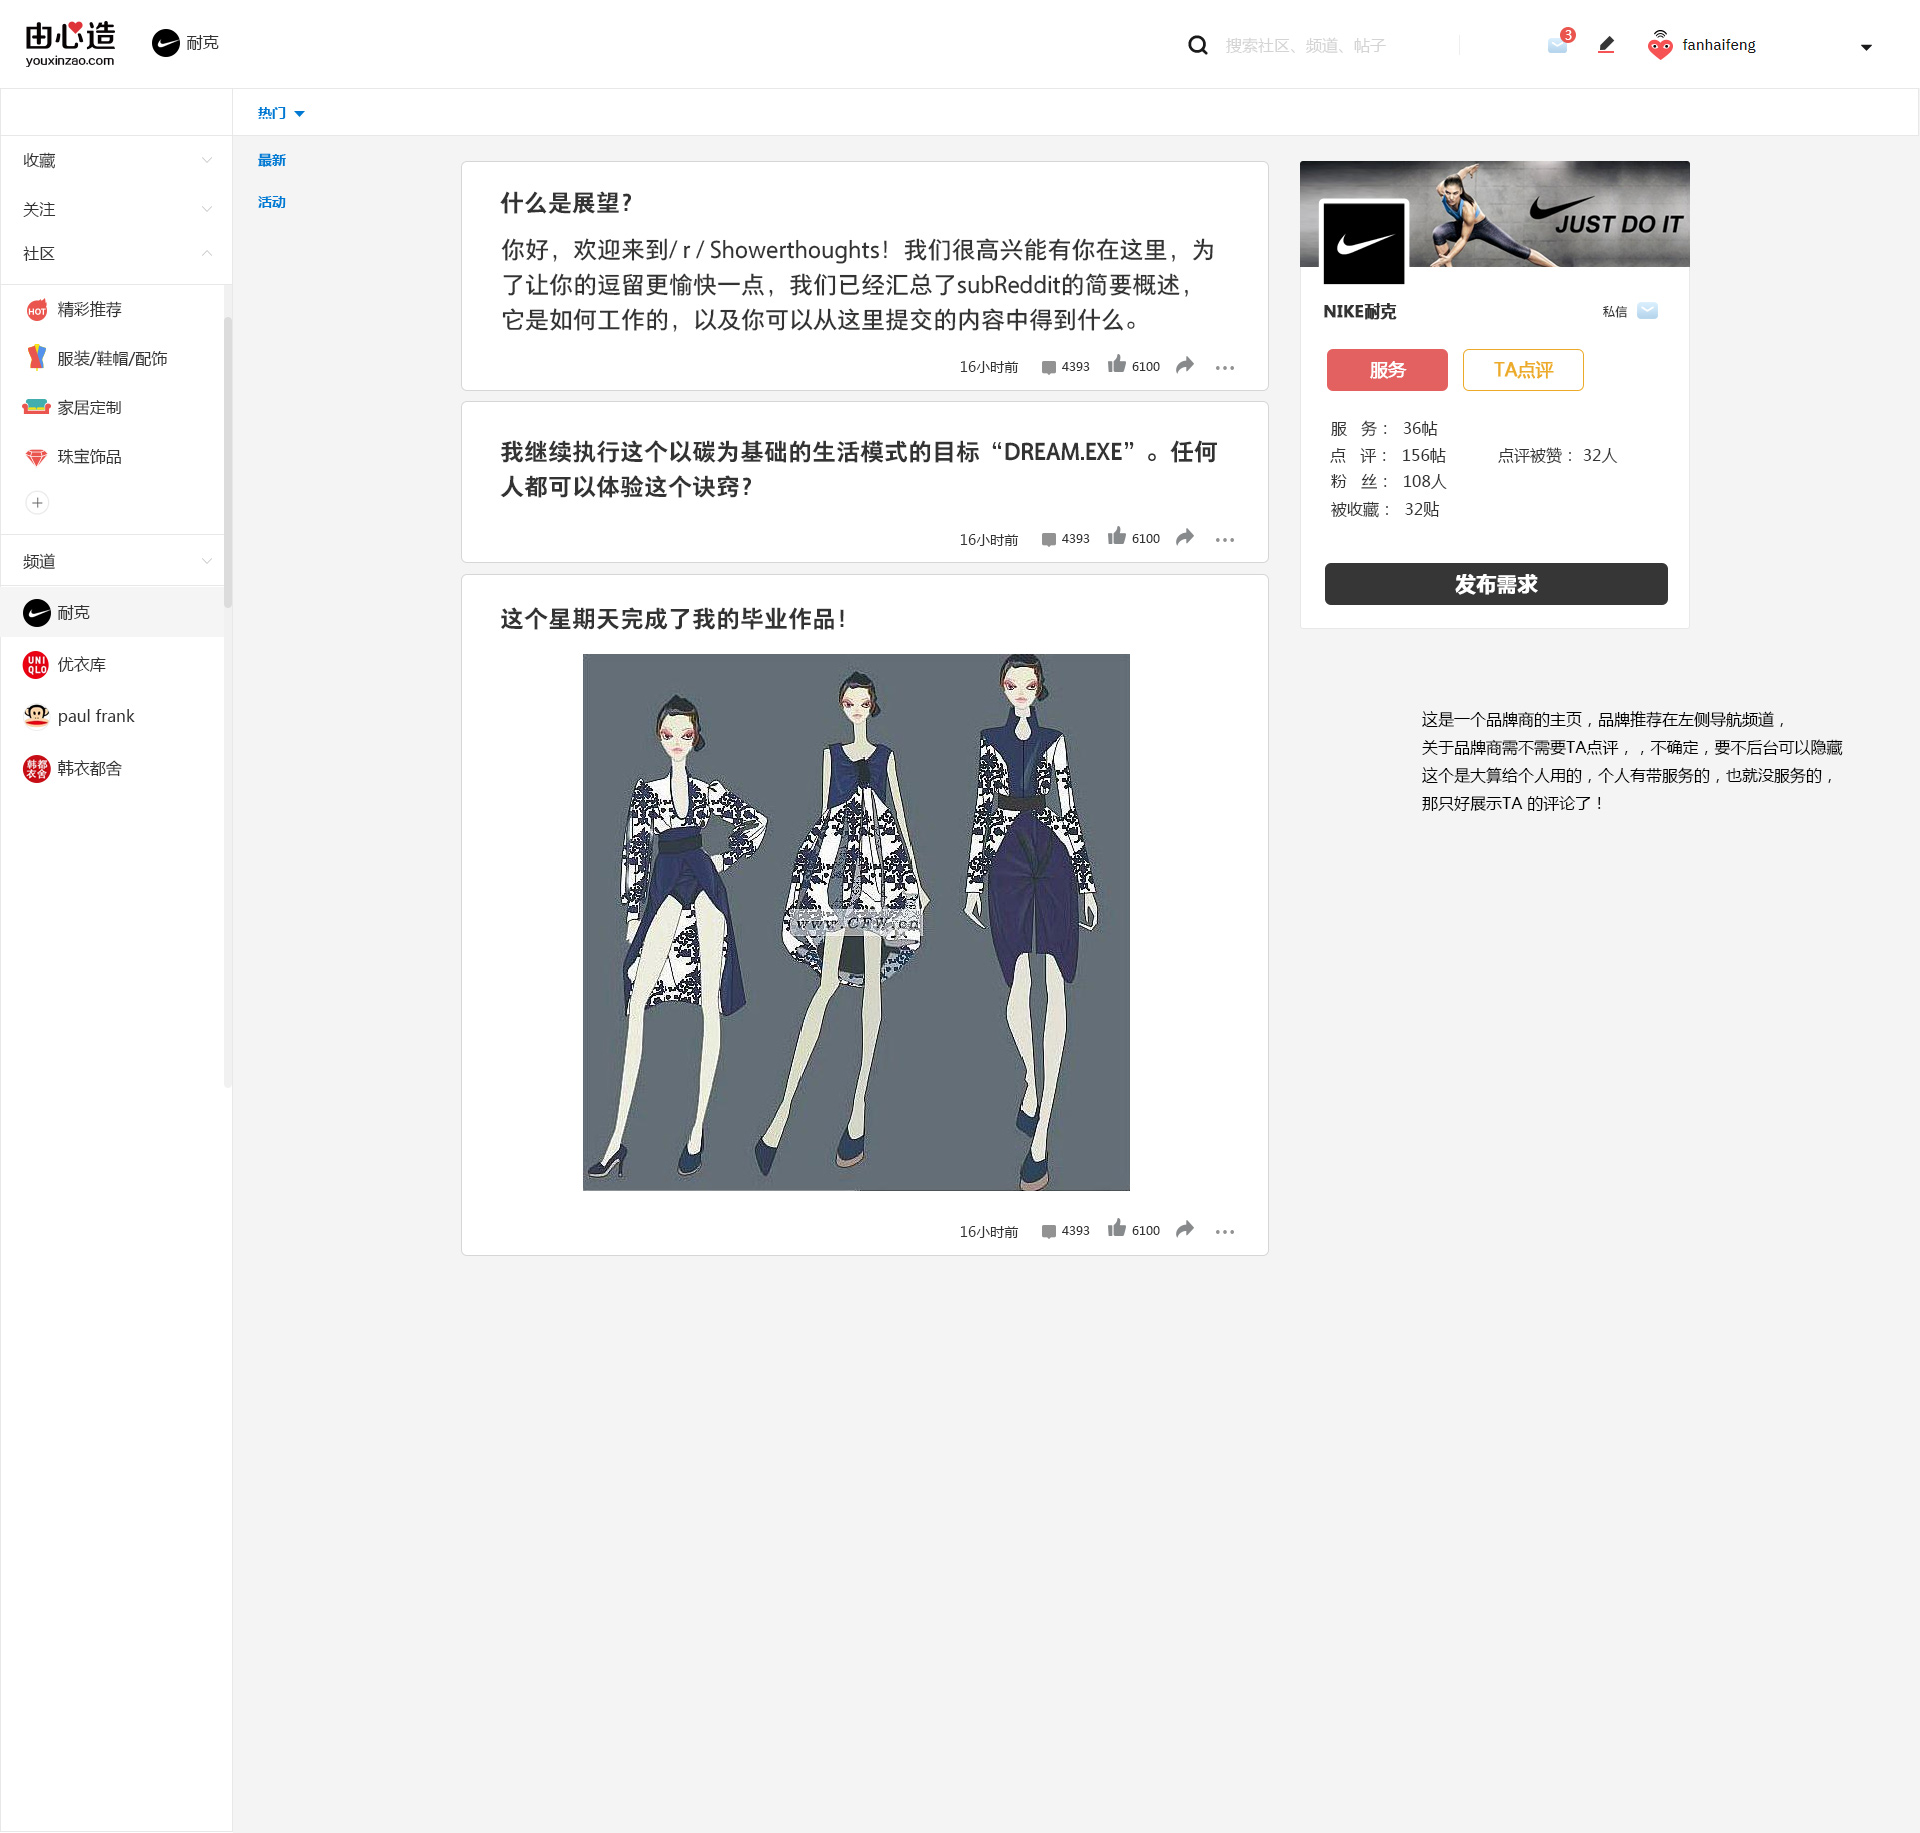 由心造
youxinzao.com
耐克
搜索社区、频道、帖子
3
fanhaifeng
热门
最新
活动
收藏
关注
社区
HOT
精彩推荐
服装/鞋帽/配饰
家居定制
珠宝饰品
频道
耐克
UNI
QLO
优衣库
paul frank
韩都
衣舍
韩衣都舍
什么是展望？
你好，欢迎来到/ r / Showerthoughts！我们很高兴能有你在这里，为
了让你的逗留更愉快一点，我们已经汇总了subReddit的简要概述，
它是如何工作的，以及你可以从这里提交的内容中得到什么。
16小时前 4393 6100
我继续执行这个以碳为基础的生活模式的目标“DREAM.EXE”。任何
人都可以体验这个诀窍？
16小时前 4393 6100
这个星期天完成了我的毕业作品！
www.CFW.cn
16小时前 4393 6100
JUST DO IT
NIKE耐克
私信
服务
TA点评
服 务： 36帖
点 评： 156帖 点评被赞： 32人
粉 丝： 108人
被收藏： 32贴
发布需求
这是一个品牌商的主页，品牌推荐在左侧导航频道，
关于品牌商需不需要TA点评，，不确定，要不后台可以隐藏
这个是大算给个人用的，个人有带服务的，也就没服务的，
那只好展示TA 的评论了！